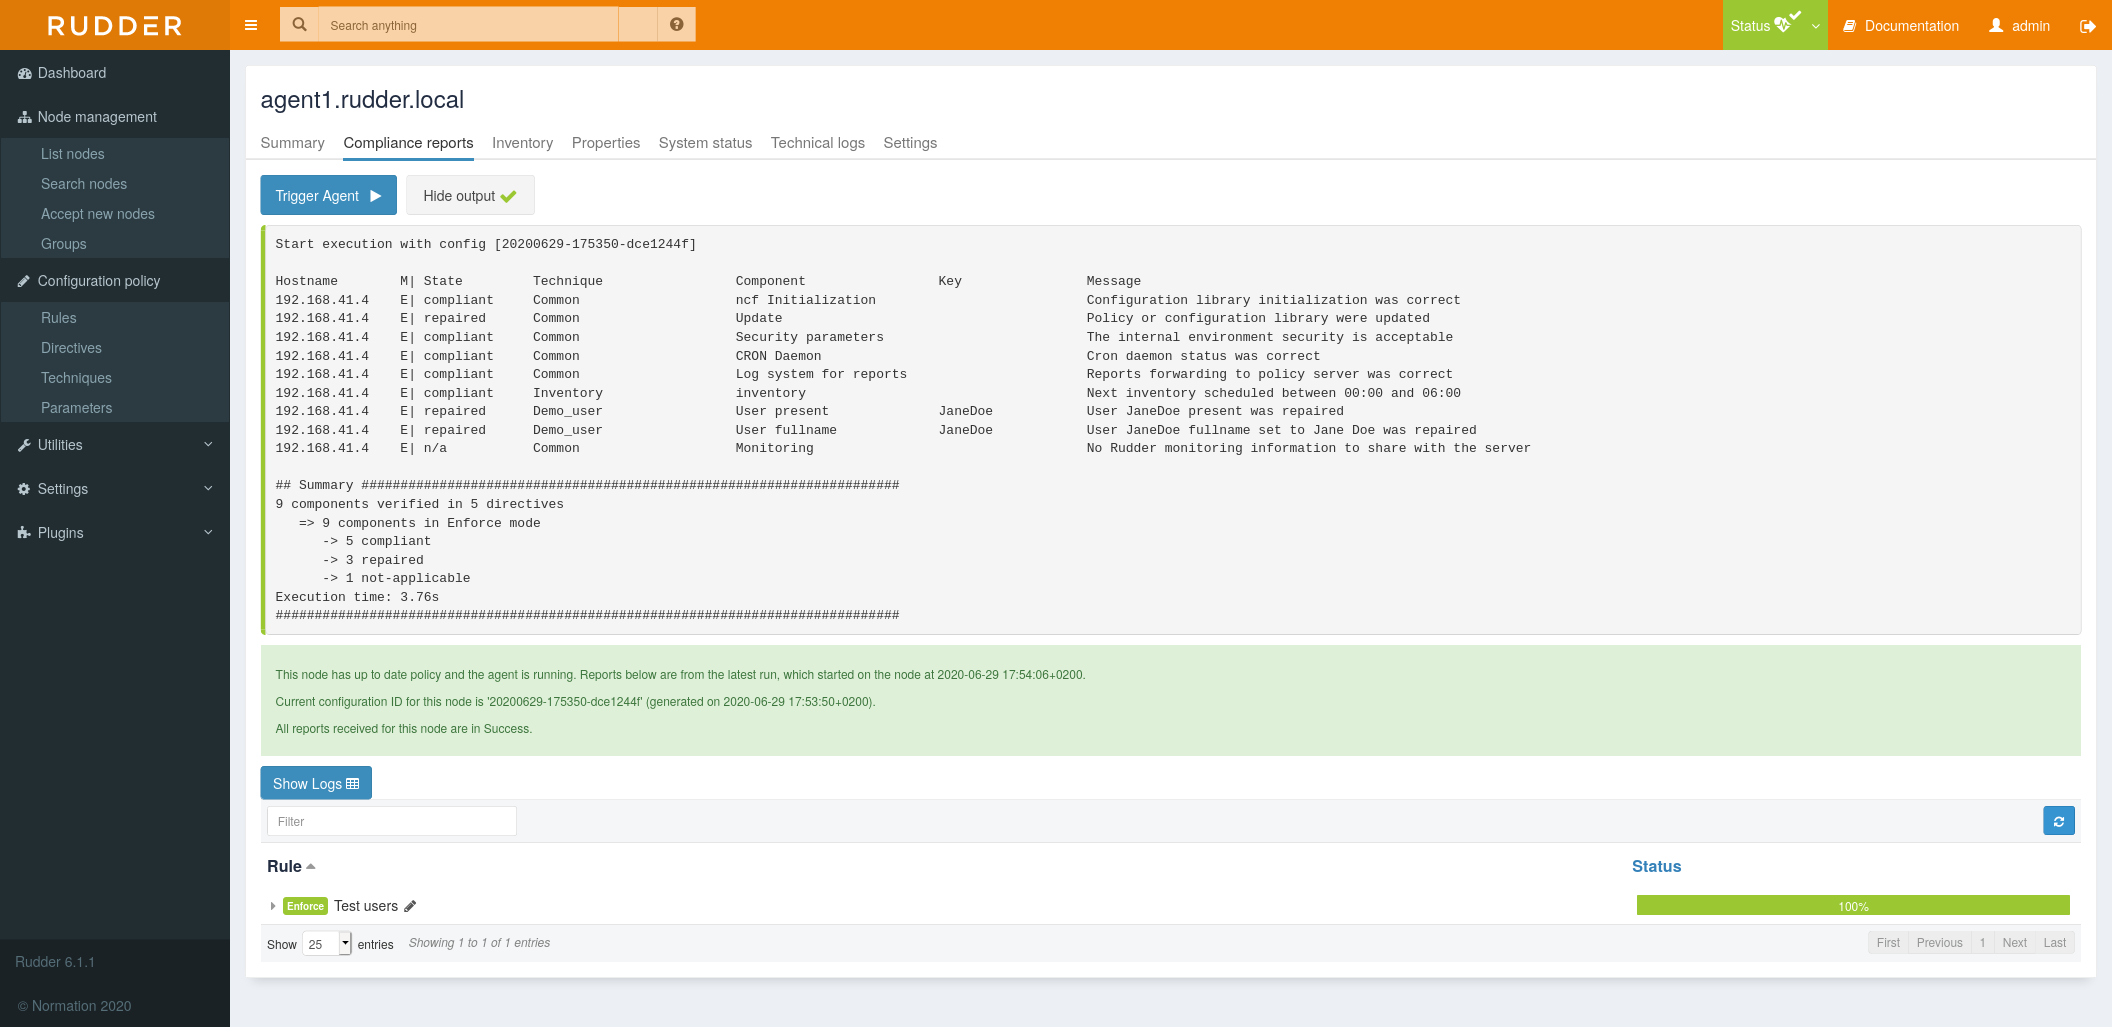 RUDDER
Search anything
Status
Documentation
admin
Dashboard
Node management
List nodes
Search nodes
Accept new nodes
Groups
Configuration policy
Rules
Directives
Techniques
Parameters
Utilities
Settings
Plugins
Rudder 6.1.1
© Normation 2020
agent1.rudder.local
Summary Compliance reports Inventory Properties System status Technical logs Settings
Trigger Agent Hide output
Start execution with config [20200629-175350-dce1244f]
Hostname M| State Technique Component Key Message
192.168.41.4 E| compliant Common ncf Initialization Configuration library initialization was correct
192.168.41.4 E| repaired Common Update Policy or configuration library were updated
192.168.41.4 E| compliant Common Security parameters The internal environment security is acceptable
192.168.41.4 E| compliant Common CRON Daemon Cron daemon status was correct
192.168.41.4 E| compliant Common Log system for reports Reports forwarding to policy server was correct
192.168.41.4 E| compliant Inventory inventory Next inventory scheduled between 00:00 and 06:00
192.168.41.4 E| repaired Demo_user User present JaneDoe User JaneDoe present was repaired
192.168.41.4 E| repaired Demo_user User fullname JaneDoe User JaneDoe fullname set to Jane Doe was repaired
192.168.41.4 E| n/a Common Monitoring No Rudder monitoring information to share with the server
## Summary #####################################################################
9 components verified in 5 directives
=> 9 components in Enforce mode
-> 5 compliant
-> 3 repaired
-> 1 not-applicable
Execution time: 3.76s
################################################################################
This node has up to date policy and the agent is running. Reports below are from the latest run, which started on the node at 2020-06-29 17:54:06+0200.
Current configuration ID for this node is '20200629-175350-dce1244f' (generated on 2020-06-29 17:53:50+0200).
All reports received for this node are in Success.
Show Logs
Filter
Rule Status
Enforce Test users 100%
Show 25 entries Showing 1 to 1 of 1 entries First Previous 1 Next Last